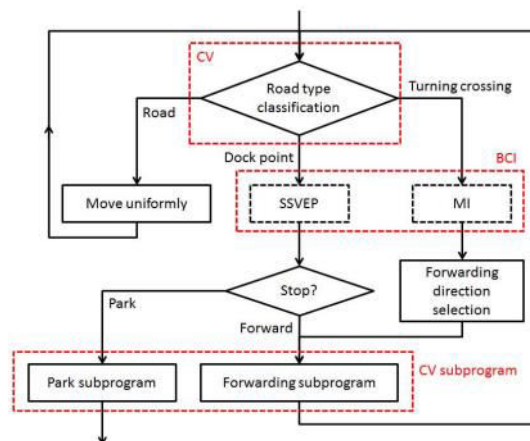 CV
Road type
classification
Road
Turning crossing
Dock point
BCI
Move uniformly
SSVEP
MI
Stop?
Forwarding
direction
selection
Park
Forward
Park subprogram
Forwarding subprogram
CV subprogram